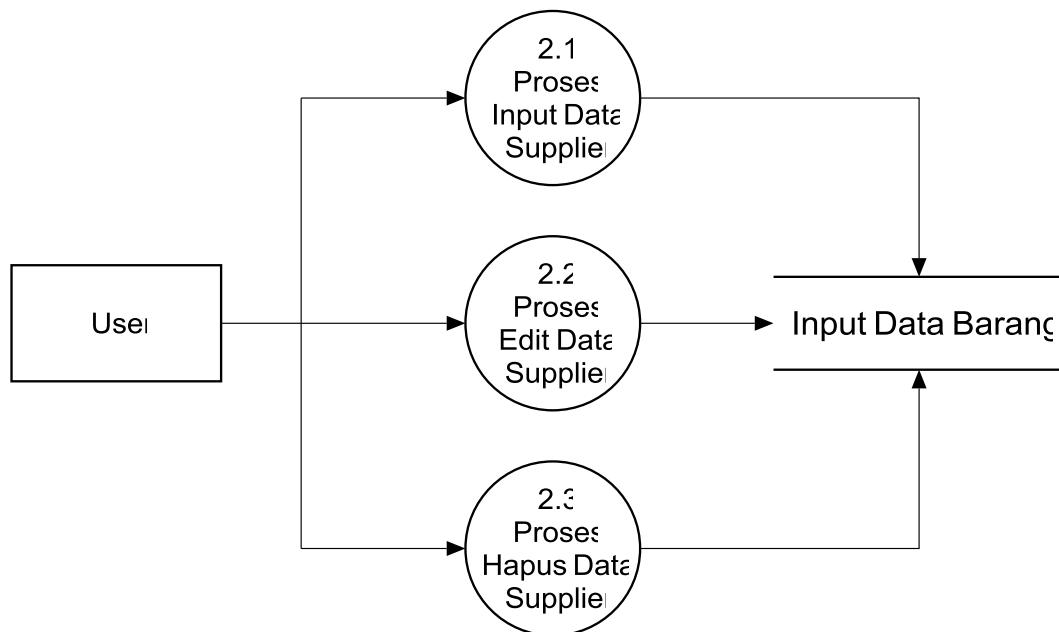 2.1
Proses
Input Data
Supplier
User
2.2
Proses
Edit Data
Supplier
Input Data Barang
2.3
Proses
Hapus Data
Supplier